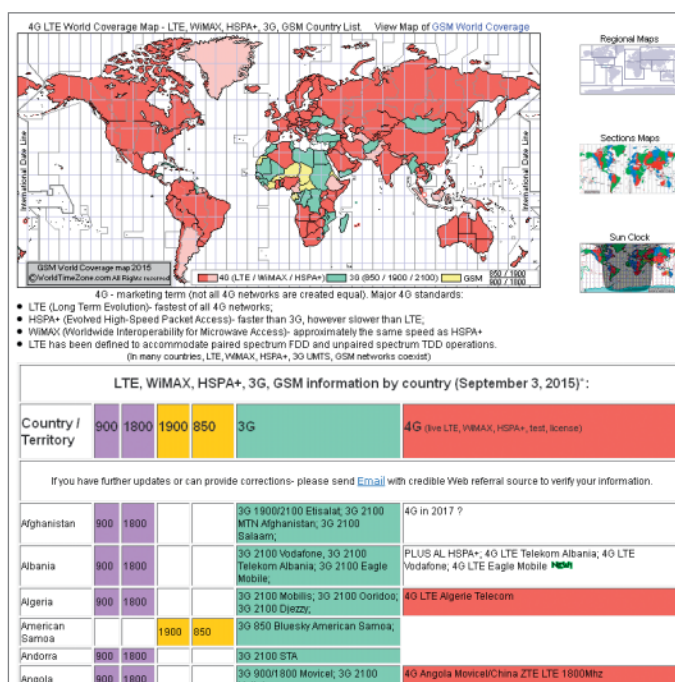 4G LTE World Coverage Map - LTE, WiMAX, HSPA+, 3G, GSM Country List. View Map of GSM World Coverage
Regional Maps
International Date Line
International Date Line
Sections Maps
Sun Clock
GSM World Coverage map 2015
©WorldTimeZone.com All Rights reserved
4G (LTE / WiMAX / HSPA+)
3G (850 / 1900 / 2100)
GSM
850 / 1900
900 / 1800
4G - marketing term (not all 4G networks are created equal). Major 4G standards:
LTE (Long Term Evolution)- fastest of all 4G networks;
HSPA+ (Evolved High-Speed Packet Access)- faster than 3G, however slower than LTE;
WiMAX (Worldwide Interoperability for Microwave Access)- approximately the same speed as HSPA+
LTE has been defined to accommodate paired spectrum FDD and unpaired spectrum TDD operations.
(In many countries, LTE, WiMAX, HSPA+, 3G UMTS, GSM networks coexist)
LTE, WiMAX, HSPA+, 3G, GSM information by country (September 3, 2015)*:
Country / Territory 900 1800 1900 850 3G 4G (live LTE, WiMAX, HSPA+, test, license)
If you have further updates or can provide corrections- please send Email with credible Web referral source to verify your information.
Afghanistan 900 1800
3G 1900/2100 Etisalat; 3G 2100
MTN Afghanistan; 3G 2100
Salaam;
4G in 2017 ?
Albania 900 1800
3G 2100 Vodafone, 3G 2100
Telekom Albania; 3G 2100 Eagle
Mobile;
PLUS AL HSPA+; 4G LTE Telekom Albania; 4G LTE
Vodafone; 4G LTE Eagle Mobile NEW!
Algeria 900 1800
3G 2100 Mobilis; 3G 2100 Ooridoo;
3G 2100 Djezzy;
4G LTE Algerie Telecom
American
Samoa
1900 850
3G 850 Bluesky American Samoa;
Andorra 900 1800 3G 2100 STA
Angola 900 1800 3G 900/1800 Movicel; 3G 2100 4G Angola Movicel/China ZTE LTE 1800Mhz